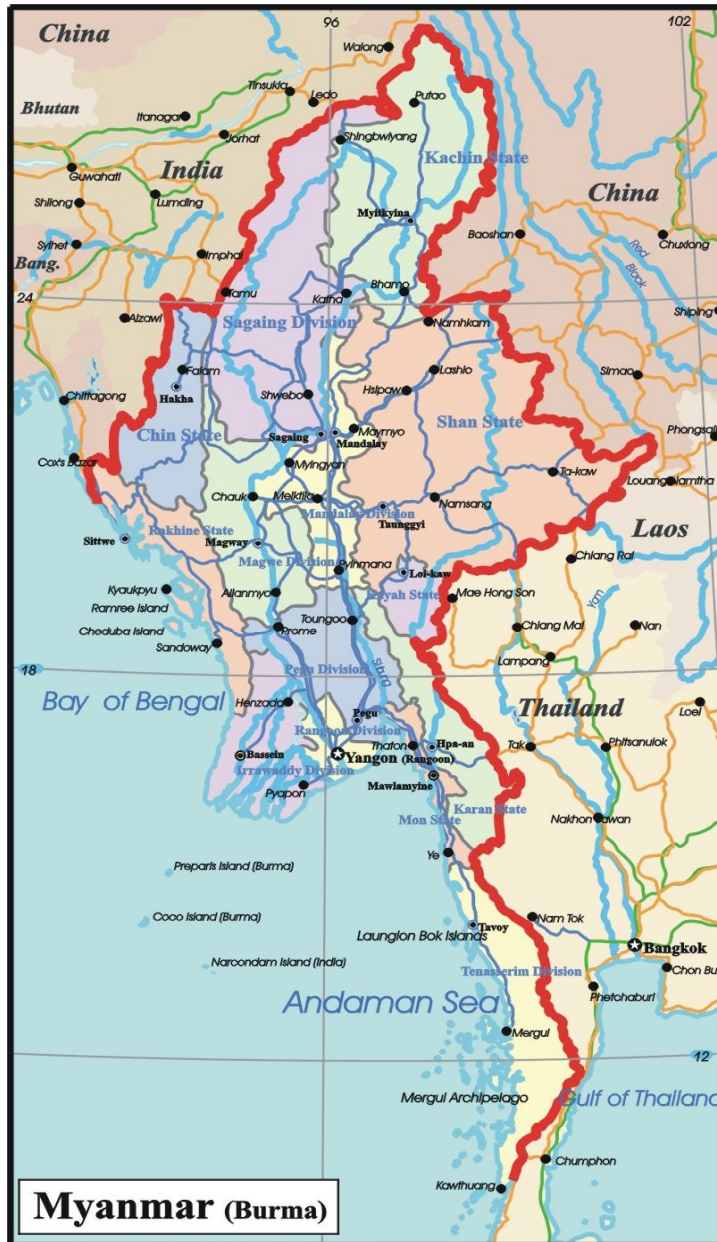 96
102
China
Walong
Bhutan
Tinsukia
Ledo
Putao
Itanagar
Jorhat
Shingbwiyang
India
Kachin State
Guwahati
China
Shilong
Lumding
Myitkyina
Baoshan
Chuxiong
Sylhet
Imphal
Red
Bang.
Black
Tamu
Katha
Bhamo
24
Aizawl
Sagaing Division
Namhkam
Shiping
Falam
Lashio
Simao
Hakha
Shwebo
Hsipaw
Chittagong
Chin State
Shan State
Sagaing
Mandalay
Maymyo
Phongsali
Cox's Bazar
Myingyan
Ta-kaw
Louang Namtha
Chauk
Meiktila
Namsang
Mandalay Division
Taunggyi
Rakhine State
Laos
Sittwe
Magway
Magwe Division
Pyinmana
Chiang Rai
Loi-kaw
Kyaukpyu
Allanmyo
Kayah State
Mae Hong Son
Yan
Ramree Island
Toungoo
Cheduba Island
Prome
Chiang Mai
Nan
Sandoway
Lampang
18
Pegu Division
Sittang
Bay of Bengal
Henzada
Thailand
Loei
Pegu
Rangoon Division
Thaton
Hpa-an
Tak
Phitsanulok
Bassein
Yangon (Rangoon)
Irrawaddy Division
Mawlamyine
Pyapon
Karan State
Mon State
Nakhon Sawan
Ye
Preparis Island (Burma)
Coco Island (Burma)
Nam Tok
Tavoy
Launglon Bok Islands
Bangkok
Narcondam Island (India)
Tenasserim Division
Chon Bu
Phetchaburi
Andaman Sea
Mergui
12
Mergui Archipelago
Gulf of Thailand
Chumphon
Kawthuang
Myanmar (Burma)